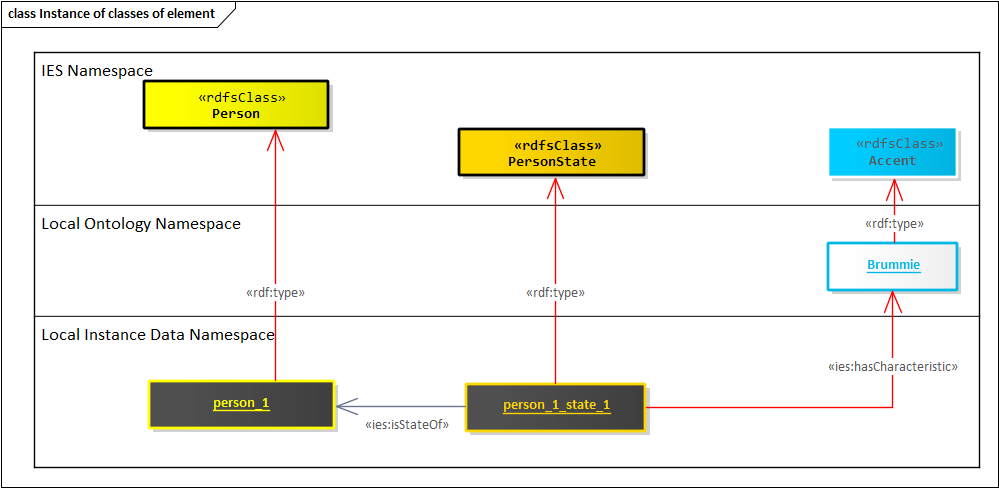 class Instance of classes of element
IES Namespace
«rdfsClass»
Person
«rdfsClass»
PersonState
«rdfsClass»
Accent
Local Ontology Namespace
«rdf:type»
Brummie
«rdf:type»
«rdf:type»
Local Instance Data Namespace
«ies:hasCharacteristic»
person_1
person_1_state_1
«ies:isStateOf»